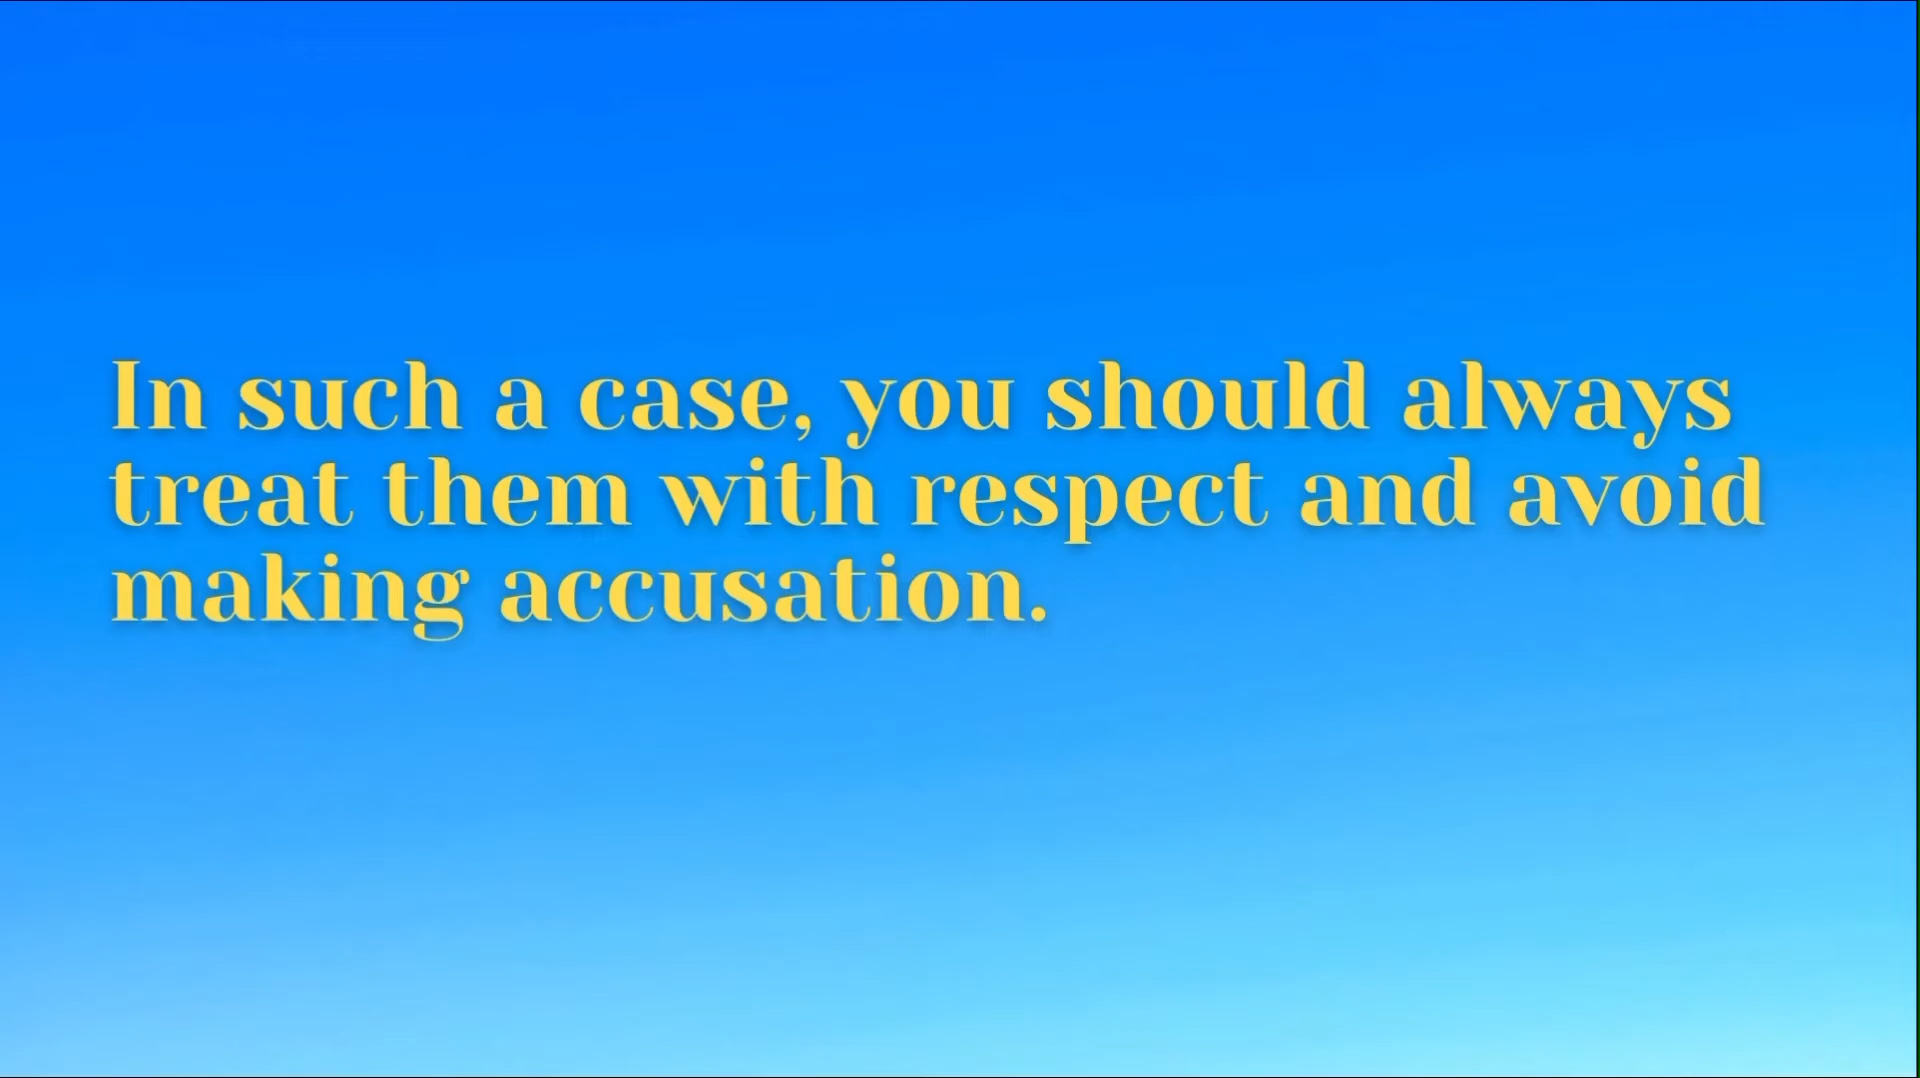 In such a case, you should always
treat them with respect and avoid
making accusation.